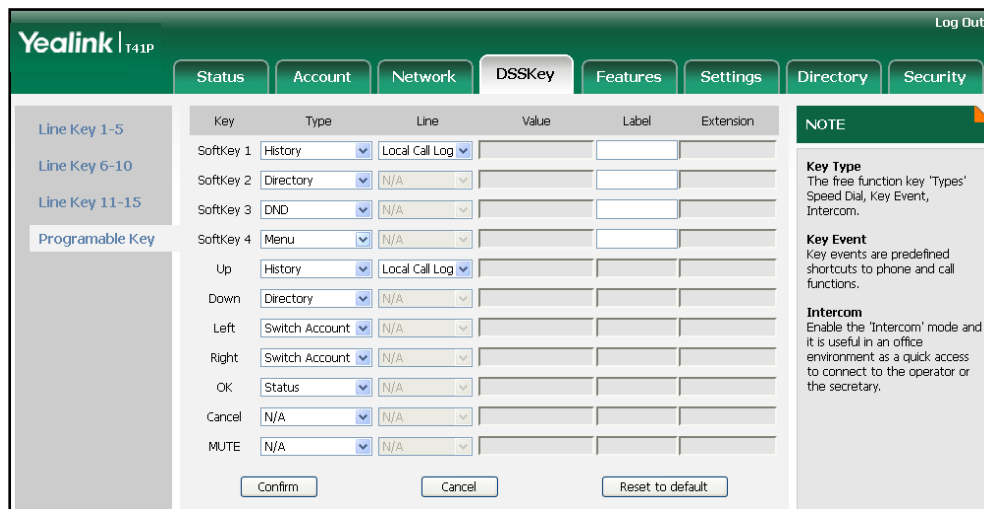 Log Out
Yealink T41P
Status Account Network DSSKey Features Settings Directory Security
Line Key 1-5
Line Key 6-10
Line Key 11-15
Programable Key
Key Type Line Value Label Extension
SoftKey 1 History Local Call Log
SoftKey 2 Directory N/A
SoftKey 3 DND N/A
SoftKey 4 Menu N/A
Up History Local Call Log
Down Directory N/A
Left Switch Account N/A
Right Switch Account N/A
OK Status N/A
Cancel N/A N/A
MUTE N/A N/A
Confirm Cancel Reset to default
NOTE
Key Type
The free function key 'Types'
Speed Dial, Key Event,
Intercom.
Key Event
Key events are predefined
shortcuts to phone and call
functions.
Intercom
Enable the 'Intercom' mode and
it is useful in an office
environment as a quick access
to connect to the operator or
the secretary.